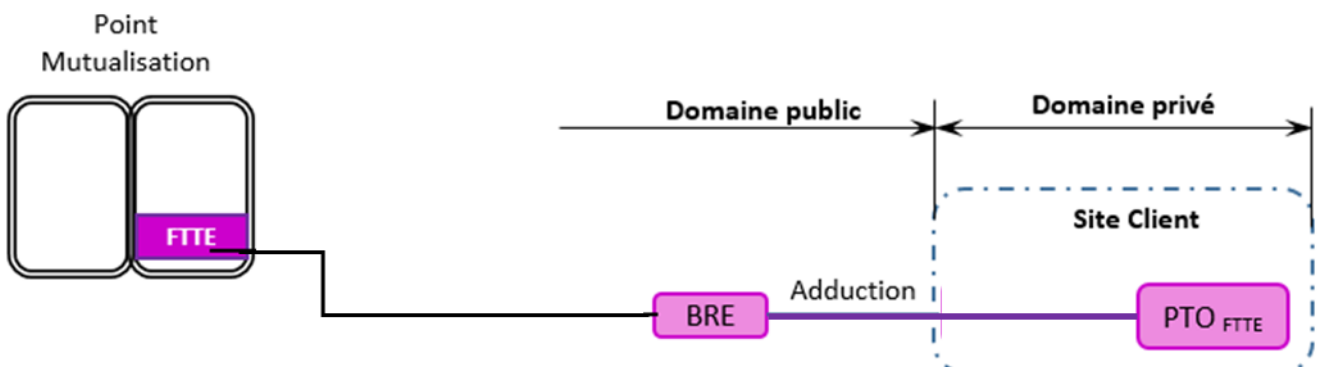 Point
Mutualisation
Domaine public
Domaine privé
Site Client
FTTE
Adduction
BRE
PTO FTTE